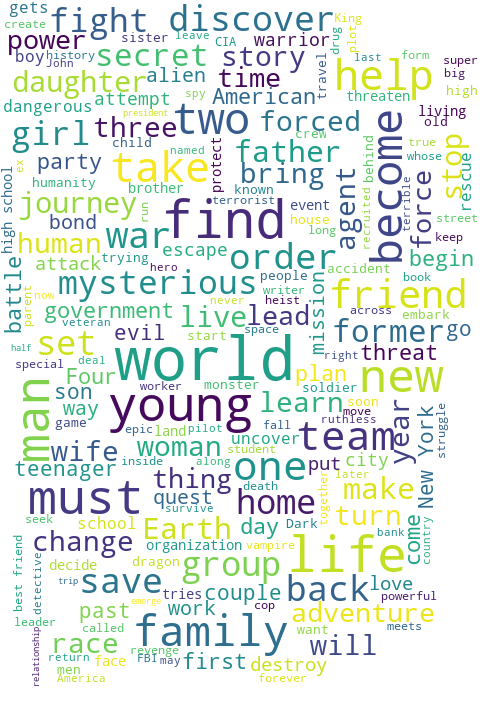 gets
fight
discover
King
create
sister
leave
CIA
warrior
plot
power
secret
story
drug
boy
history
John
last
form
super
big
daughter
alien
time
travel
help
high
threaten
dangerous
attempt
spy
American
living
old
president
girl
three
two
forced
crew
true
whose
child
named
father
protect
become
force
behind
stop
rescue
party
ex
humanity
take
bring
agent
recruited
street
high school
brother
known
terrorist
event
terrible
journey
run
find
house
long
keep
bond
war
order
begin
human
trying
escape
accident
battle
attack
hero
people
book
mysterious
writer
mission
friend
parent
now
government
never
heist
across
embark
veteran
live
lead
former
go
set
start
space
half
deal
evil
world
right
threat
special
Four
plan
man
son
worker
monster
soldier
new
way
young
learn
soon
move
ruthless
game
epic
land
pilot
fall
team
year
New York
struggle
wife
woman
uncover
inside
along
student
one
put
city
teenager
thing
death
together
later
must
quest
survive
home
Dark
make
seek
school
Earth
day
turn
come
country
bank
change
organization
vampire
life
best friend
detective
decide
dragon
group
save
tries
couple
back
love
trip
emerge
powerful
past
work
cop
adventure
leader
called
family
want
meets
race
revenge
will
relationship
return
face
FBI
may
first
destroy
men
America
forever